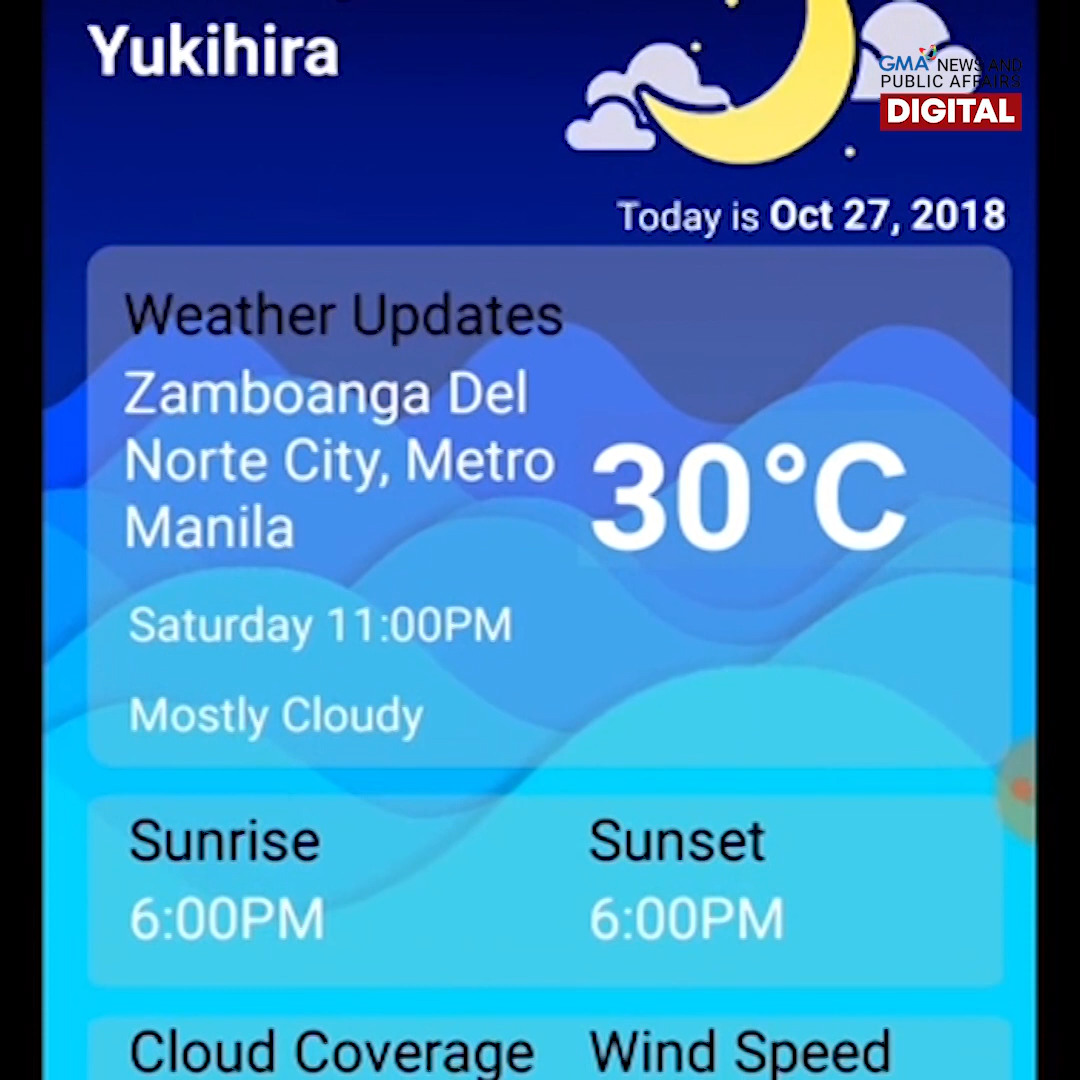 Yukihira
GMA NEWS AND
PUBLIC AFFAIRS
DIGITAL
Today is Oct 27, 2018
Weather Updates
Zamboanga Del
Norte City, Metro
Manila
30°C
Saturday 11:00PM
Mostly Cloudy
Sunrise Sunset
6:00PM 6:00PM
Cloud Coverage Wind Speed